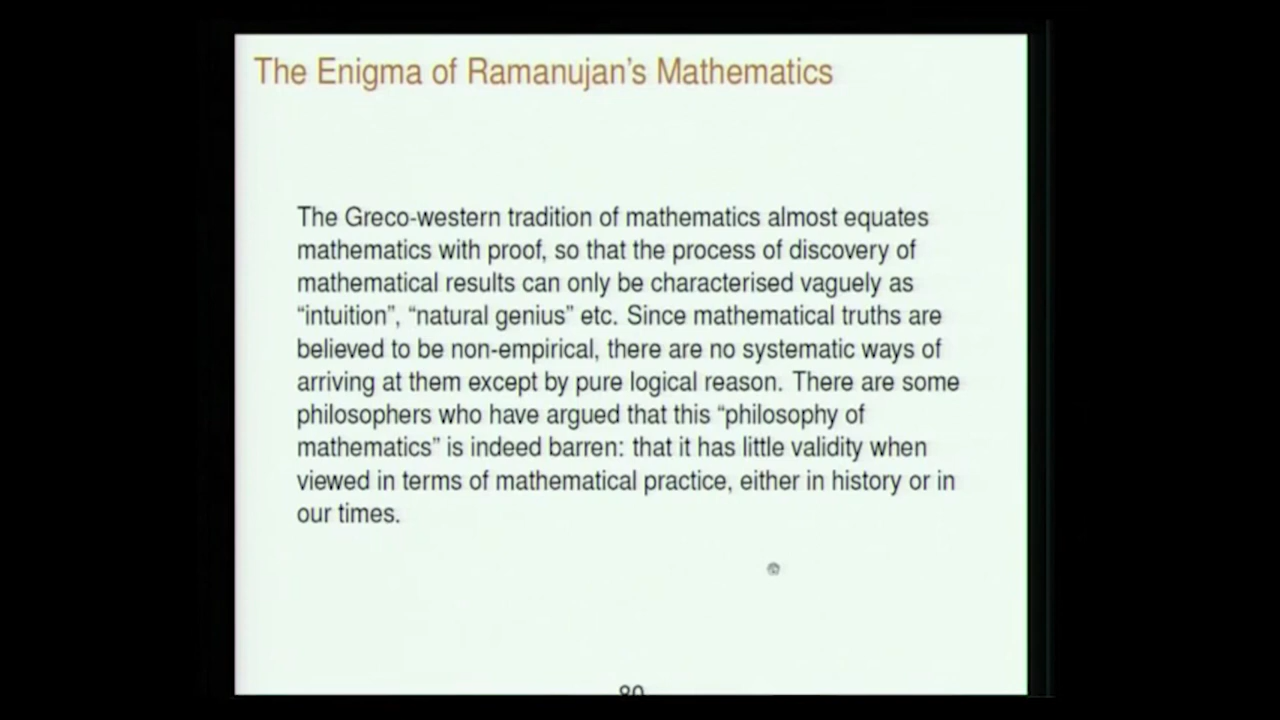 The Enigma of Ramanujan's Mathematics
The Greco-western tradition of mathematics almost equates
mathematics with proof, so that the process of discovery of
mathematical results can only be characterised vaguely as
“intuition”, “natural genius” etc. Since mathematical truths are
believed to be non-empirical, there are no systematic ways of
arriving at them except by pure logical reason. There are some
philosophers who have argued that this “philosophy of
mathematics” is indeed barren: that it has little validity when
viewed in terms of mathematical practice, either in history or in
our times.